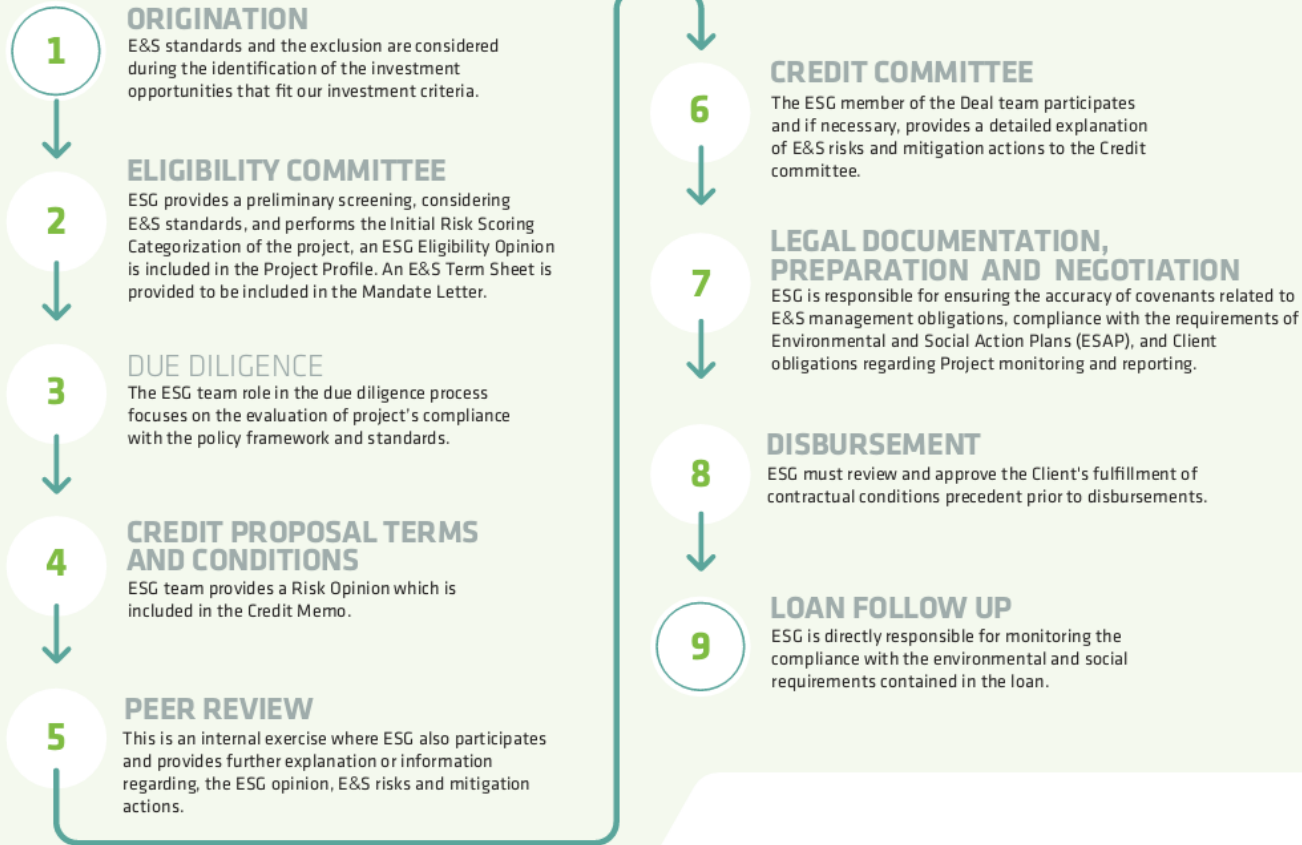 1
ORIGINATION
E&S standards and the exclusion are considered
during the identification of the investment
opportunities that fit our investment criteria.
2
ELIGIBILITY COMMITTEE
ESG provides a preliminary screening, considering
E&S standards, and performs the Initial Risk Scoring
Categorization of the project, an ESG Eligibility Opinion
is included in the Project Profile. An E&S Term Sheet is
provided to be included in the Mandate Letter.
3
DUE DILIGENCE
The ESG team role in the due diligence process
focuses on the evaluation of project's compliance
with the policy framework and standards.
4
CREDIT PROPOSAL TERMS
AND CONDITIONS
ESG team provides a Risk Opinion which is
included in the Credit Memo.
5
PEER REVIEW
This is an internal exercise where ESG also participates
and provides further explanation or information
regarding, the ESG opinion, E&S risks and mitigation
actions.
6
CREDIT COMMITTEE
The ESG member of the Deal team participates
and if necessary, provides a detailed explanation
of E&S risks and mitigation actions to the Credit
committee.
7
LEGAL DOCUMENTATION,
PREPARATION AND NEGOTIATION
ESG is responsible for ensuring the accuracy of covenants related to
E&S management obligations, compliance with the requirements of
Environmental and Social Action Plans (ESAP), and Client
obligations regarding Project monitoring and reporting.
8
DISBURSEMENT
ESG must review and approve the Client's fulfillment of
contractual conditions precedent prior to disbursements.
9
LOAN FOLLOW UP
ESG is directly responsible for monitoring the
compliance with the environmental and social
requirements contained in the loan.